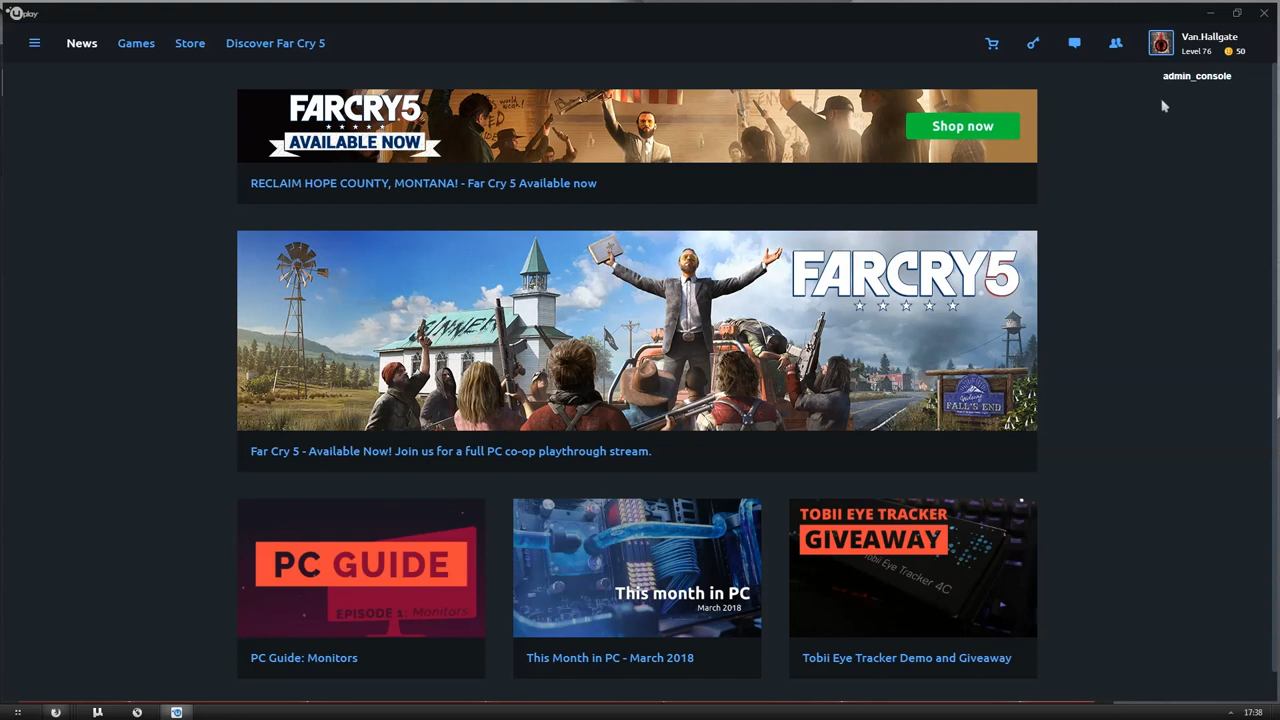 uplay
News Games Store Discover Far Cry 5
Van.Hallgate
Level 76 50
admin_console
FARCRY5
AVAILABLE NOW
Shop now
RECLAIM HOPE COUNTY, MONTANA! - Far Cry 5 Available now
SINNER
FARCRY5
FALL'S END
Far Cry 5 - Available Now! Join us for a full PC co-op playthrough stream.
PC GUIDE
EPISODE 1: Monitors
This month in PC
March 2018
TOBII EYE TRACKER
GIVEAWAY
Tobii Eye Tracker 4C
PC Guide: Monitors
This Month in PC - March 2018
Tobii Eye Tracker Demo and Giveaway
17:38